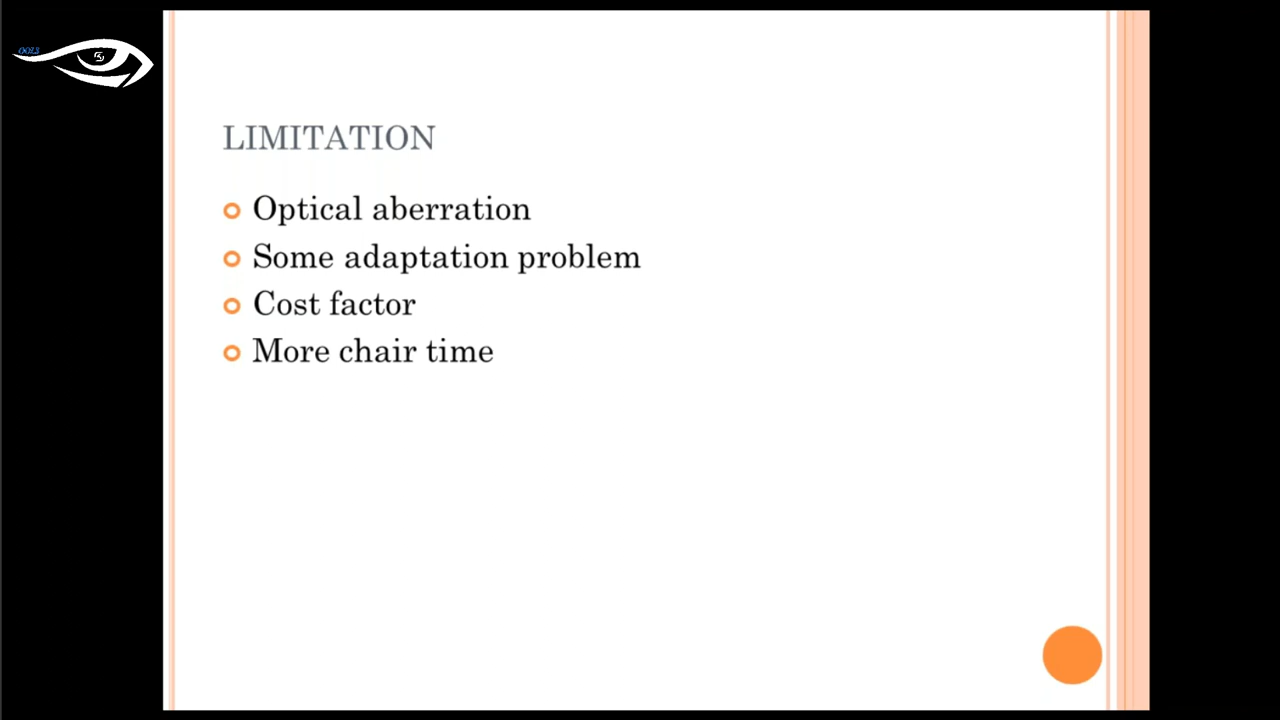 LIMITATION
Optical aberration
Some adaptation problem
Cost factor
More chair time